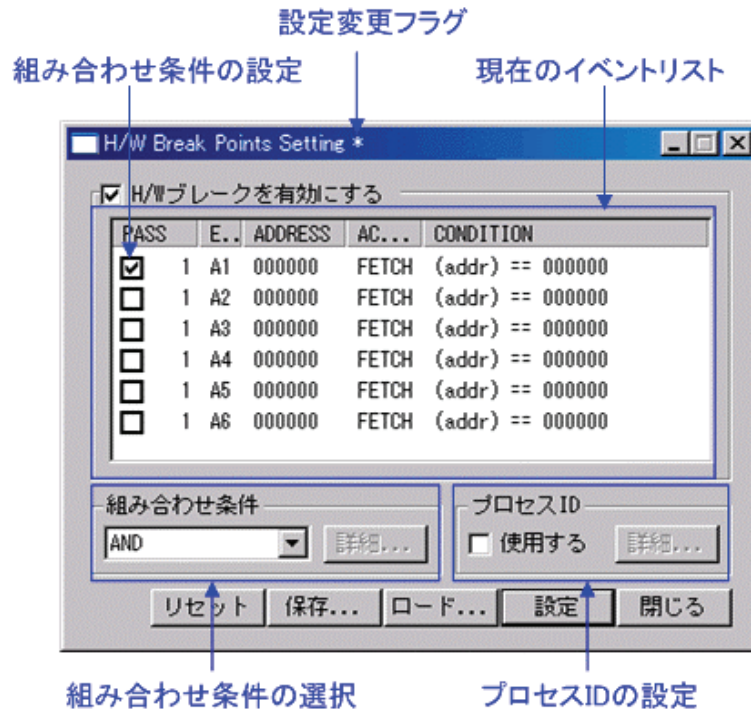 設定変更フラグ
組み合わせ条件の設定
現在のイベントリスト
H/W Break Points Setting *
H/Wブレークを有効にする
PASS E.. ADDRESS AC... CONDITION
1 A1 000000 FETCH (addr) == 000000
1 A2 000000 FETCH (addr) == 000000
1 A3 000000 FETCH (addr) == 000000
1 A4 000000 FETCH (addr) == 000000
1 A5 000000 FETCH (addr) == 000000
1 A6 000000 FETCH (addr) == 000000
組み合わせ条件
AND 詳細...
プロセスID
使用する 詳細...
リセット 保存... ロード... 設定 閉じる
組み合わせ条件の選択
プロセスIDの設定